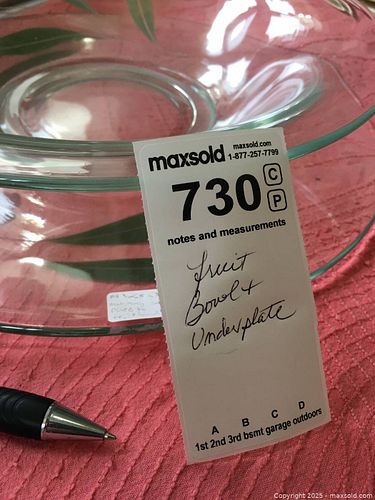 maxsold
maxsold.com
1-877-257-7799
730
C
P
notes and measurements
Fruit
Bowl +
Underplate
A B C D
1st 2nd 3rd bsmt garage outdoors
Copyright 2025 - maxsold.com